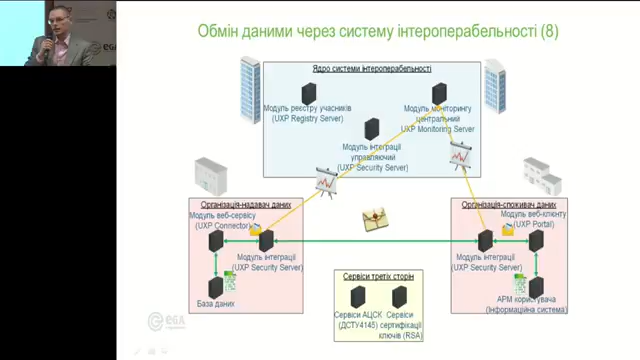 Обмін даними через систему інтероперабельності (8)
Ядро системи інтероперабельності
Модуль реєстру учасників
(UXP Registry Server)
Модуль моніторингу
центральний
UXP Monitoring Server
Модуль інтеграції
управляючий
(UXP Security Server)
Організація-надавач даних
Модуль веб-сервісу
(UXP Connector)
Модуль інтеграції
(UXP Security Server)
База даних
Організація-споживач даних
Модуль веб-клієнту
(UXP Portal)
Модуль інтеграції
(UXP Security Server)
АРМ користувача
(Інформаційна система)
Сервіси третіх сторін
Сервіси АЦСК
(ДСТУ4145)
Сервіси
сертифікації
ключів (RSA)
eGA